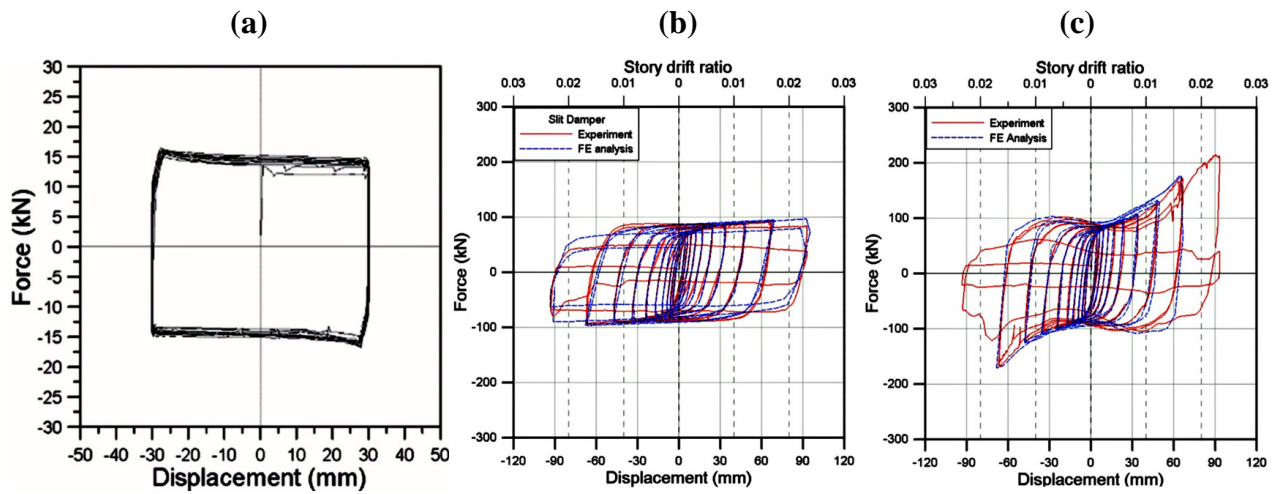 (a)
(b)
(c)
30
25
20
15
10
5
0
-5
-10
-15
-20
-25
-30
Force (kN)
-50 -40 -30 -20 -10 0 10 20 30 40 50
Displacement (mm)
Story drift ratio
0.03 0.02 0.01 0 0.01 0.02 0.03
300
200
100
0
-100
-200
-300
Force (kN)
Slit Damper
Experiment
FE analysis
-120 -90 -60 -30 0 30 60 90 120
Displacement (mm)
Story drift ratio
0.03 0.02 0.01 0 0.01 0.02 0.03
300
200
100
0
-100
-200
-300
Force (kN)
Experiment
FE Analysis
-120 -90 -60 -30 0 30 60 90 120
Displacement (mm)